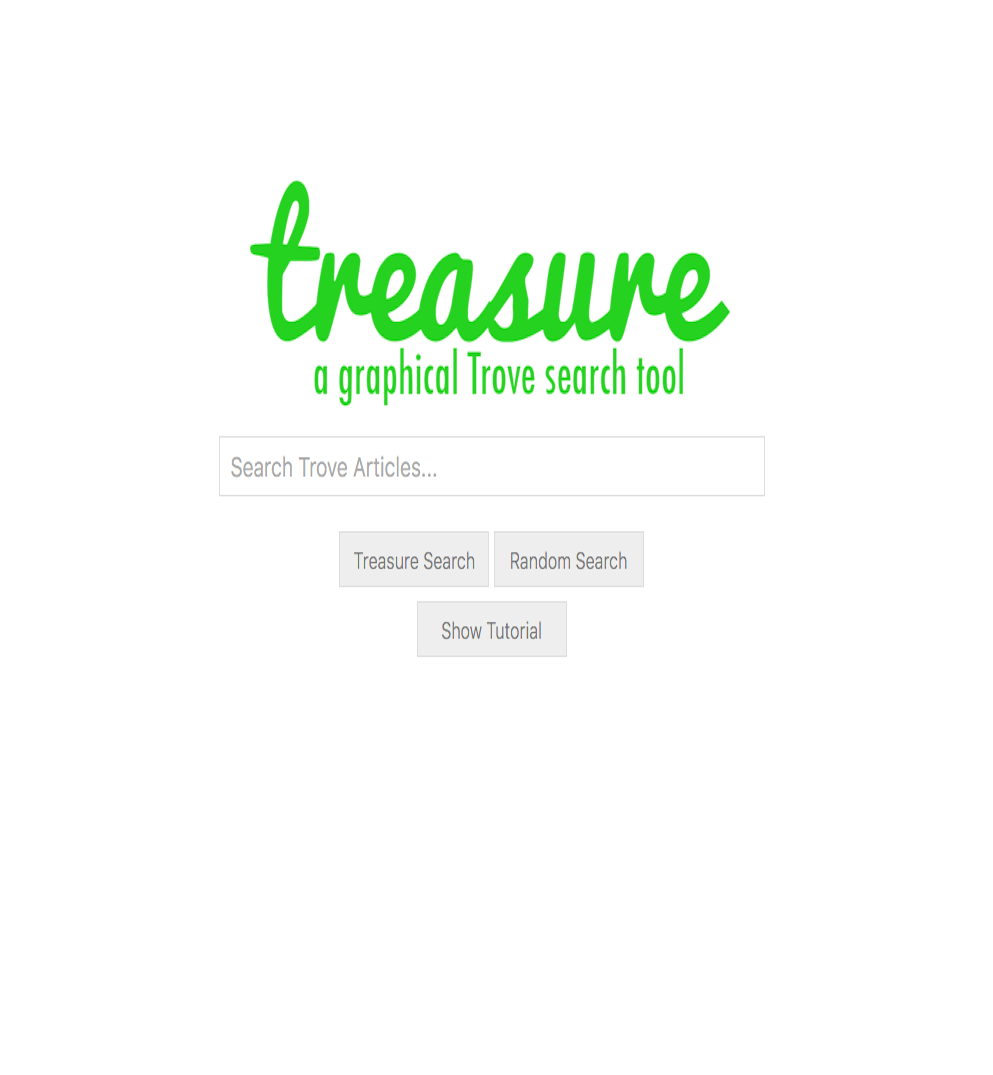 treasure
a graphical Trove search tool
Search Trove Articles...
Treasure Search Random Search
Show Tutorial